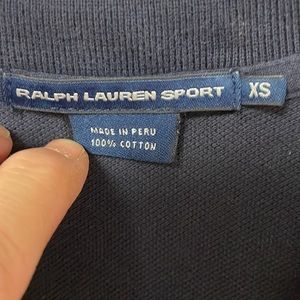 RALPH LAUREN SPORT XS
MADE IN PERU
100% COTTON